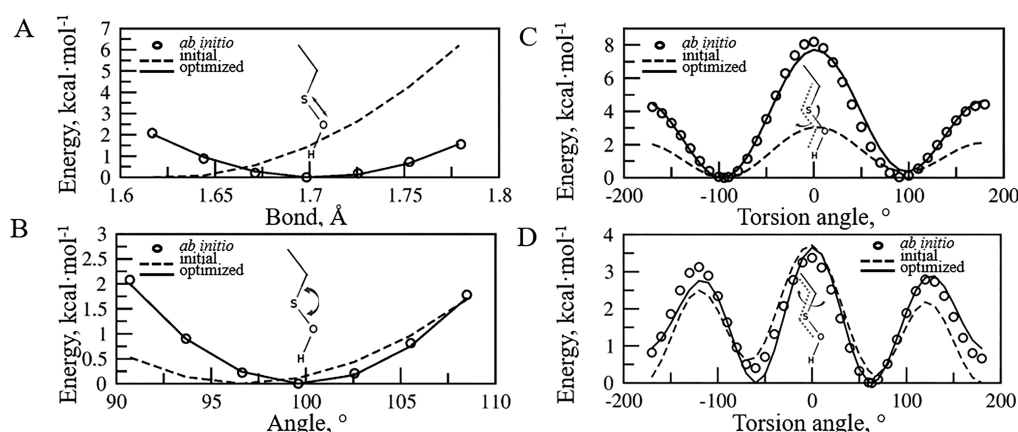 A
Energy, kcal·mol-1
7
6
5
4
3
2
1
0
ab initio
initial
optimized
S
O
H
1.6
1.65
1.7
1.75
1.8
Bond, Å
B
Energy, kcal·mol-1
3
2.5
2
1.5
1
0.5
0
ab initio
initial
optimized
S
O
H
90
95
100
105
110
Angle, °
C
Energy, kcal·mol-1
8
6
4
2
0
ab initio
initial
optimized
S
O
H
-200
-100
0
100
200
Torsion angle, °
D
Energy, kcal·mol-1
4
3
2
1
0
ab initio
initial
optimized
S
O
H
-200
-100
0
100
200
Torsion angle, °